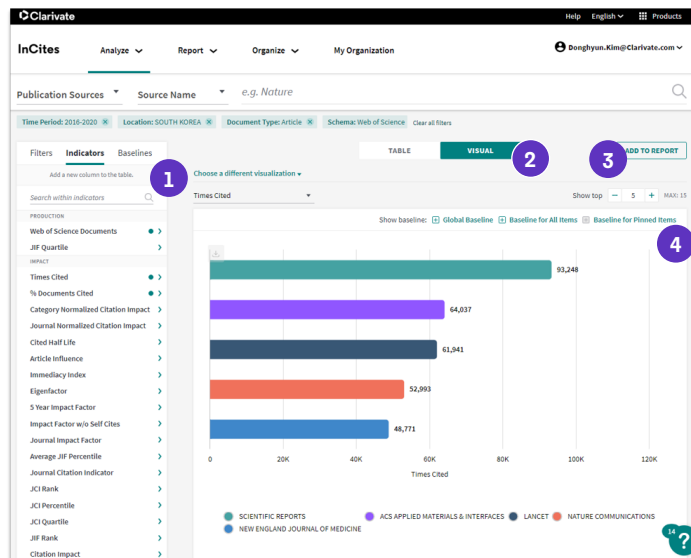 Clarivate
Help English Products
InCites Analyze Report Organize My Organization Donghyun.Kim@Clarivate.com
Publication Sources Source Name e.g. Nature
Time Period: 2016-2020 Location: SOUTH KOREA Document Type: Article Schema: Web of Science Clear all filters
Filters Indicators Baselines
Add a new column to the table.
Search within indicators
PRODUCTION
Web of Science Documents
JIF Quartile
IMPACT
Times Cited
% Documents Cited
Category Normalized Citation Impact
Journal Normalized Citation Impact
Cited Half Life
Article Influence
Immediacy Index
Eigenfactor
5 Year Impact Factor
Impact Factor w/o Self Cites
Journal Impact Factor
Average JIF Percentile
Journal Citation Indicator
JCI Rank
JCI Percentile
JCI Quartile
JIF Rank
Citation Impact
1
TABLE VISUAL 2 3 ADD TO REPORT
Choose a different visualization
Times Cited Show top - 5 + MAX: 15
Show baseline: Global Baseline Baseline for All Items Baseline for Pinned Items
4
93,248
64,037
61,941
52,993
48,771
0 20K 40K 60K 80K 100K 120K
Times Cited
SCIENTIFIC REPORTS ACS APPLIED MATERIALS & INTERFACES LANCET NATURE COMMUNICATIONS
NEW ENGLAND JOURNAL OF MEDICINE
14
?